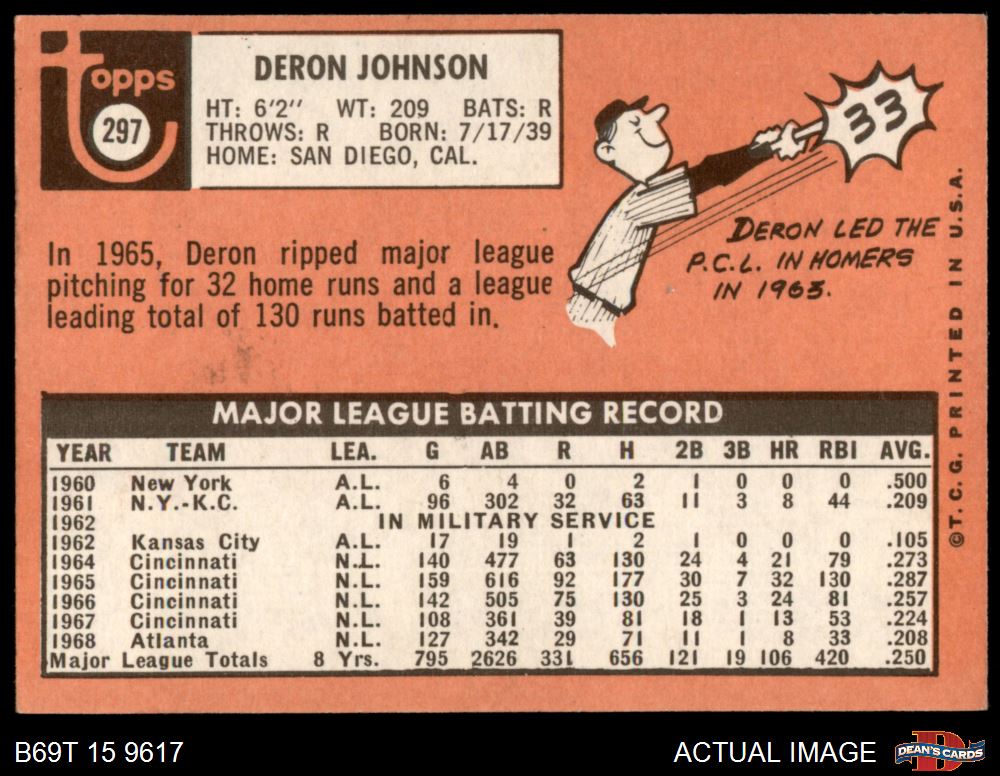 topps
297
DERON JOHNSON
HT: 6'2" WT: 209 BATS: R
THROWS: R BORN: 7/17/39
HOME: SAN DIEGO, CAL.
33
DERON LED THE
P.C.L. IN HOMERS
IN 1963.
In 1965, Deron ripped major league
pitching for 32 home runs and a league
leading total of 130 runs batted in.
MAJOR LEAGUE BATTING RECORD
YEAR TEAM LEA. G AB R H 2B 3B HR RBI AVG.
1960 New York A.L. 6 4 0 2 1 0 0 0 .500
1961 N.Y.-K.C. A.L. 96 302 32 63 11 3 8 44 .209
1962 IN MILITARY SERVICE
1962 Kansas City A.L. 17 19 1 2 1 0 0 0 .105
1964 Cincinnati N.L. 140 477 63 130 24 4 21 79 .273
1965 Cincinnati N.L. 159 616 92 177 30 7 32 130 .287
1966 Cincinnati N.L. 142 505 75 130 25 3 24 81 .257
1967 Cincinnati N.L. 108 361 39 81 18 1 13 53 .224
1968 Atlanta N.L. 127 342 29 71 11 1 8 33 .208
Major League Totals 8 Yrs. 795 2626 331 656 121 19 106 420 .250
©T.C.G. PRINTED IN U.S.A.
B69T 15 9617
ACTUAL IMAGE
D
DEAN'S CARDS